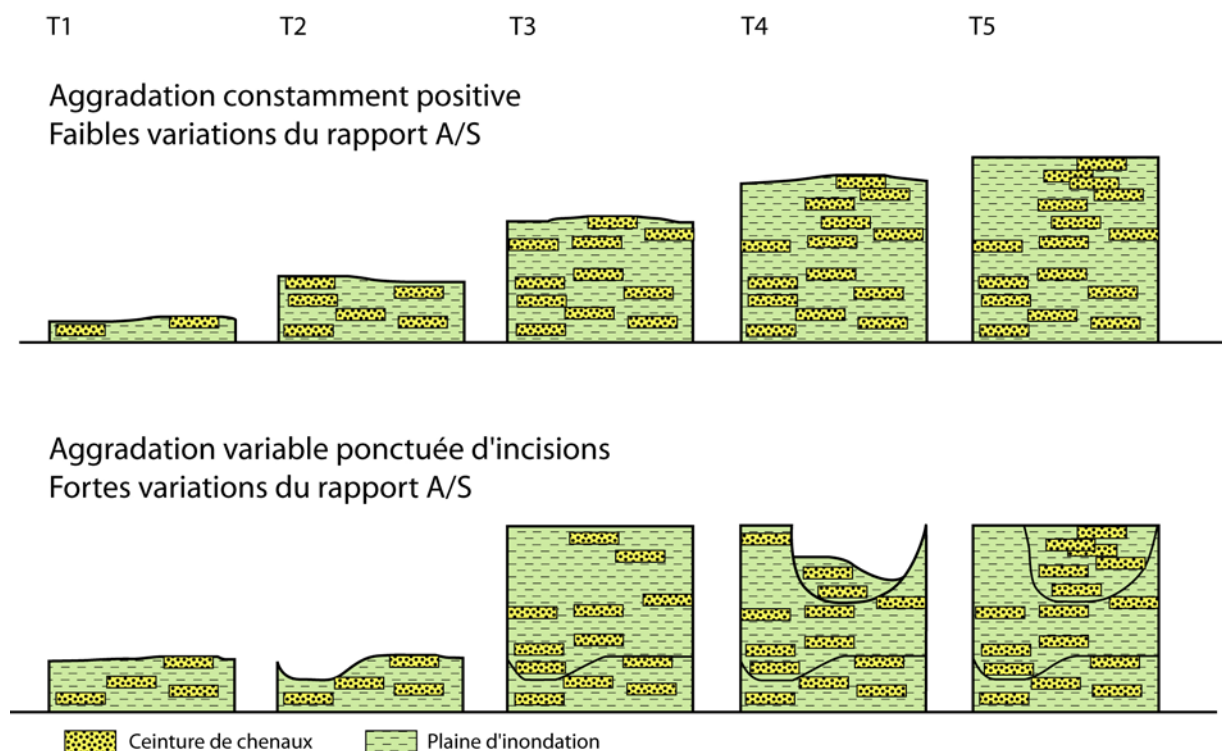 T1 T2 T3 T4 T5
Aggradation constamment positive
Faibles variations du rapport A/S
Aggradation variable ponctuée d'incisions
Fortes variations du rapport A/S
Ceinture de chenaux Plaine d'inondation